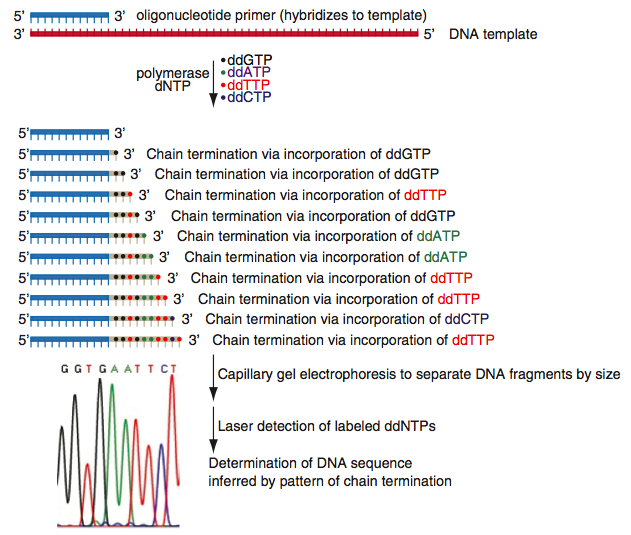 5’ 3’ oligonucleotide primer (hybridizes to template)
3’ 5’ DNA template
polymerase
dNTP
•ddGTP
•ddATP
•ddTTP
•ddCTP
5’ 3’
5’ 3’ Chain termination via incorporation of ddGTP
5’ 3’ Chain termination via incorporation of ddGTP
5’ 3’ Chain termination via incorporation of ddTTP
5’ 3’ Chain termination via incorporation of ddGTP
5’ 3’ Chain termination via incorporation of ddATP
5’ 3’ Chain termination via incorporation of ddATP
5’ 3’ Chain termination via incorporation of ddTTP
5’ 3’ Chain termination via incorporation of ddTTP
5’ 3’ Chain termination via incorporation of ddCTP
5’ 3’ Chain termination via incorporation of ddTTP
G G T G A A T T C T
Capillary gel electophoresis to separate DNA fragments by size
Laser detection of labeled ddNTPs
Determination of DNA sequence
inferred by pattern of chain termination